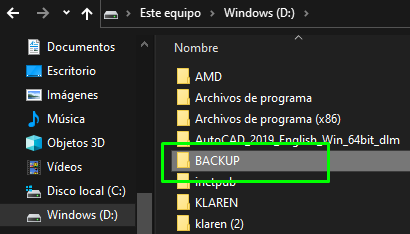 Este equipo > Windows (D:) >
Documentos
Escritorio
Imágenes
Música
Objetos 3D
Vídeos
Disco local (C:)
Windows (D:)
Nombre
AMD
Archivos de programa
Archivos de programa (x86)
AutoCAD_2019_English_Win_64bit_dlm
BACKUP
inetpub
KLAREN
klaren (2)